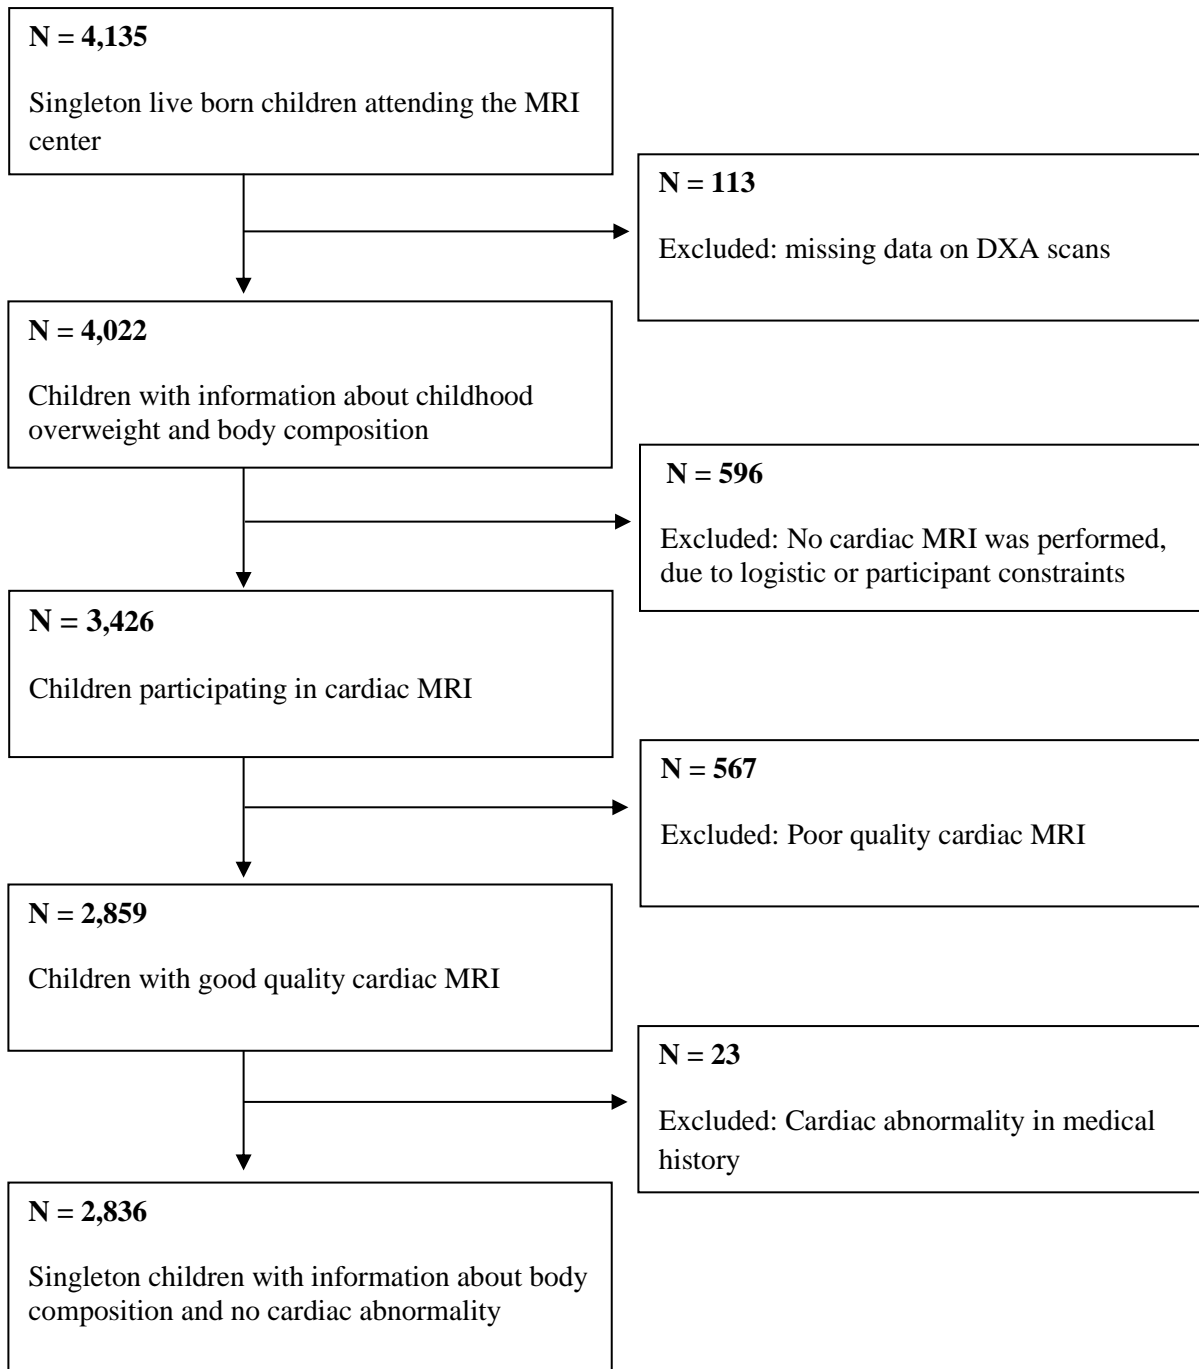 N = 4,135
Singleton live born children attending the MRI
center
N = 113
Excluded: missing data on DXA scans
N = 4,022
Children with information about childhood
overweight and body composition
N = 596
Excluded: No cardiac MRI was performed,
due to logistic or participant constraints
N = 3,426
Children participating in cardiac MRI
N = 567
Excluded: Poor quality cardiac MRI
N = 2,859
Children with good quality cardiac MRI
N = 23
Excluded: Cardiac abnormality in medical
history
N = 2,836
Singleton children with information about body
composition and no cardiac abnormality